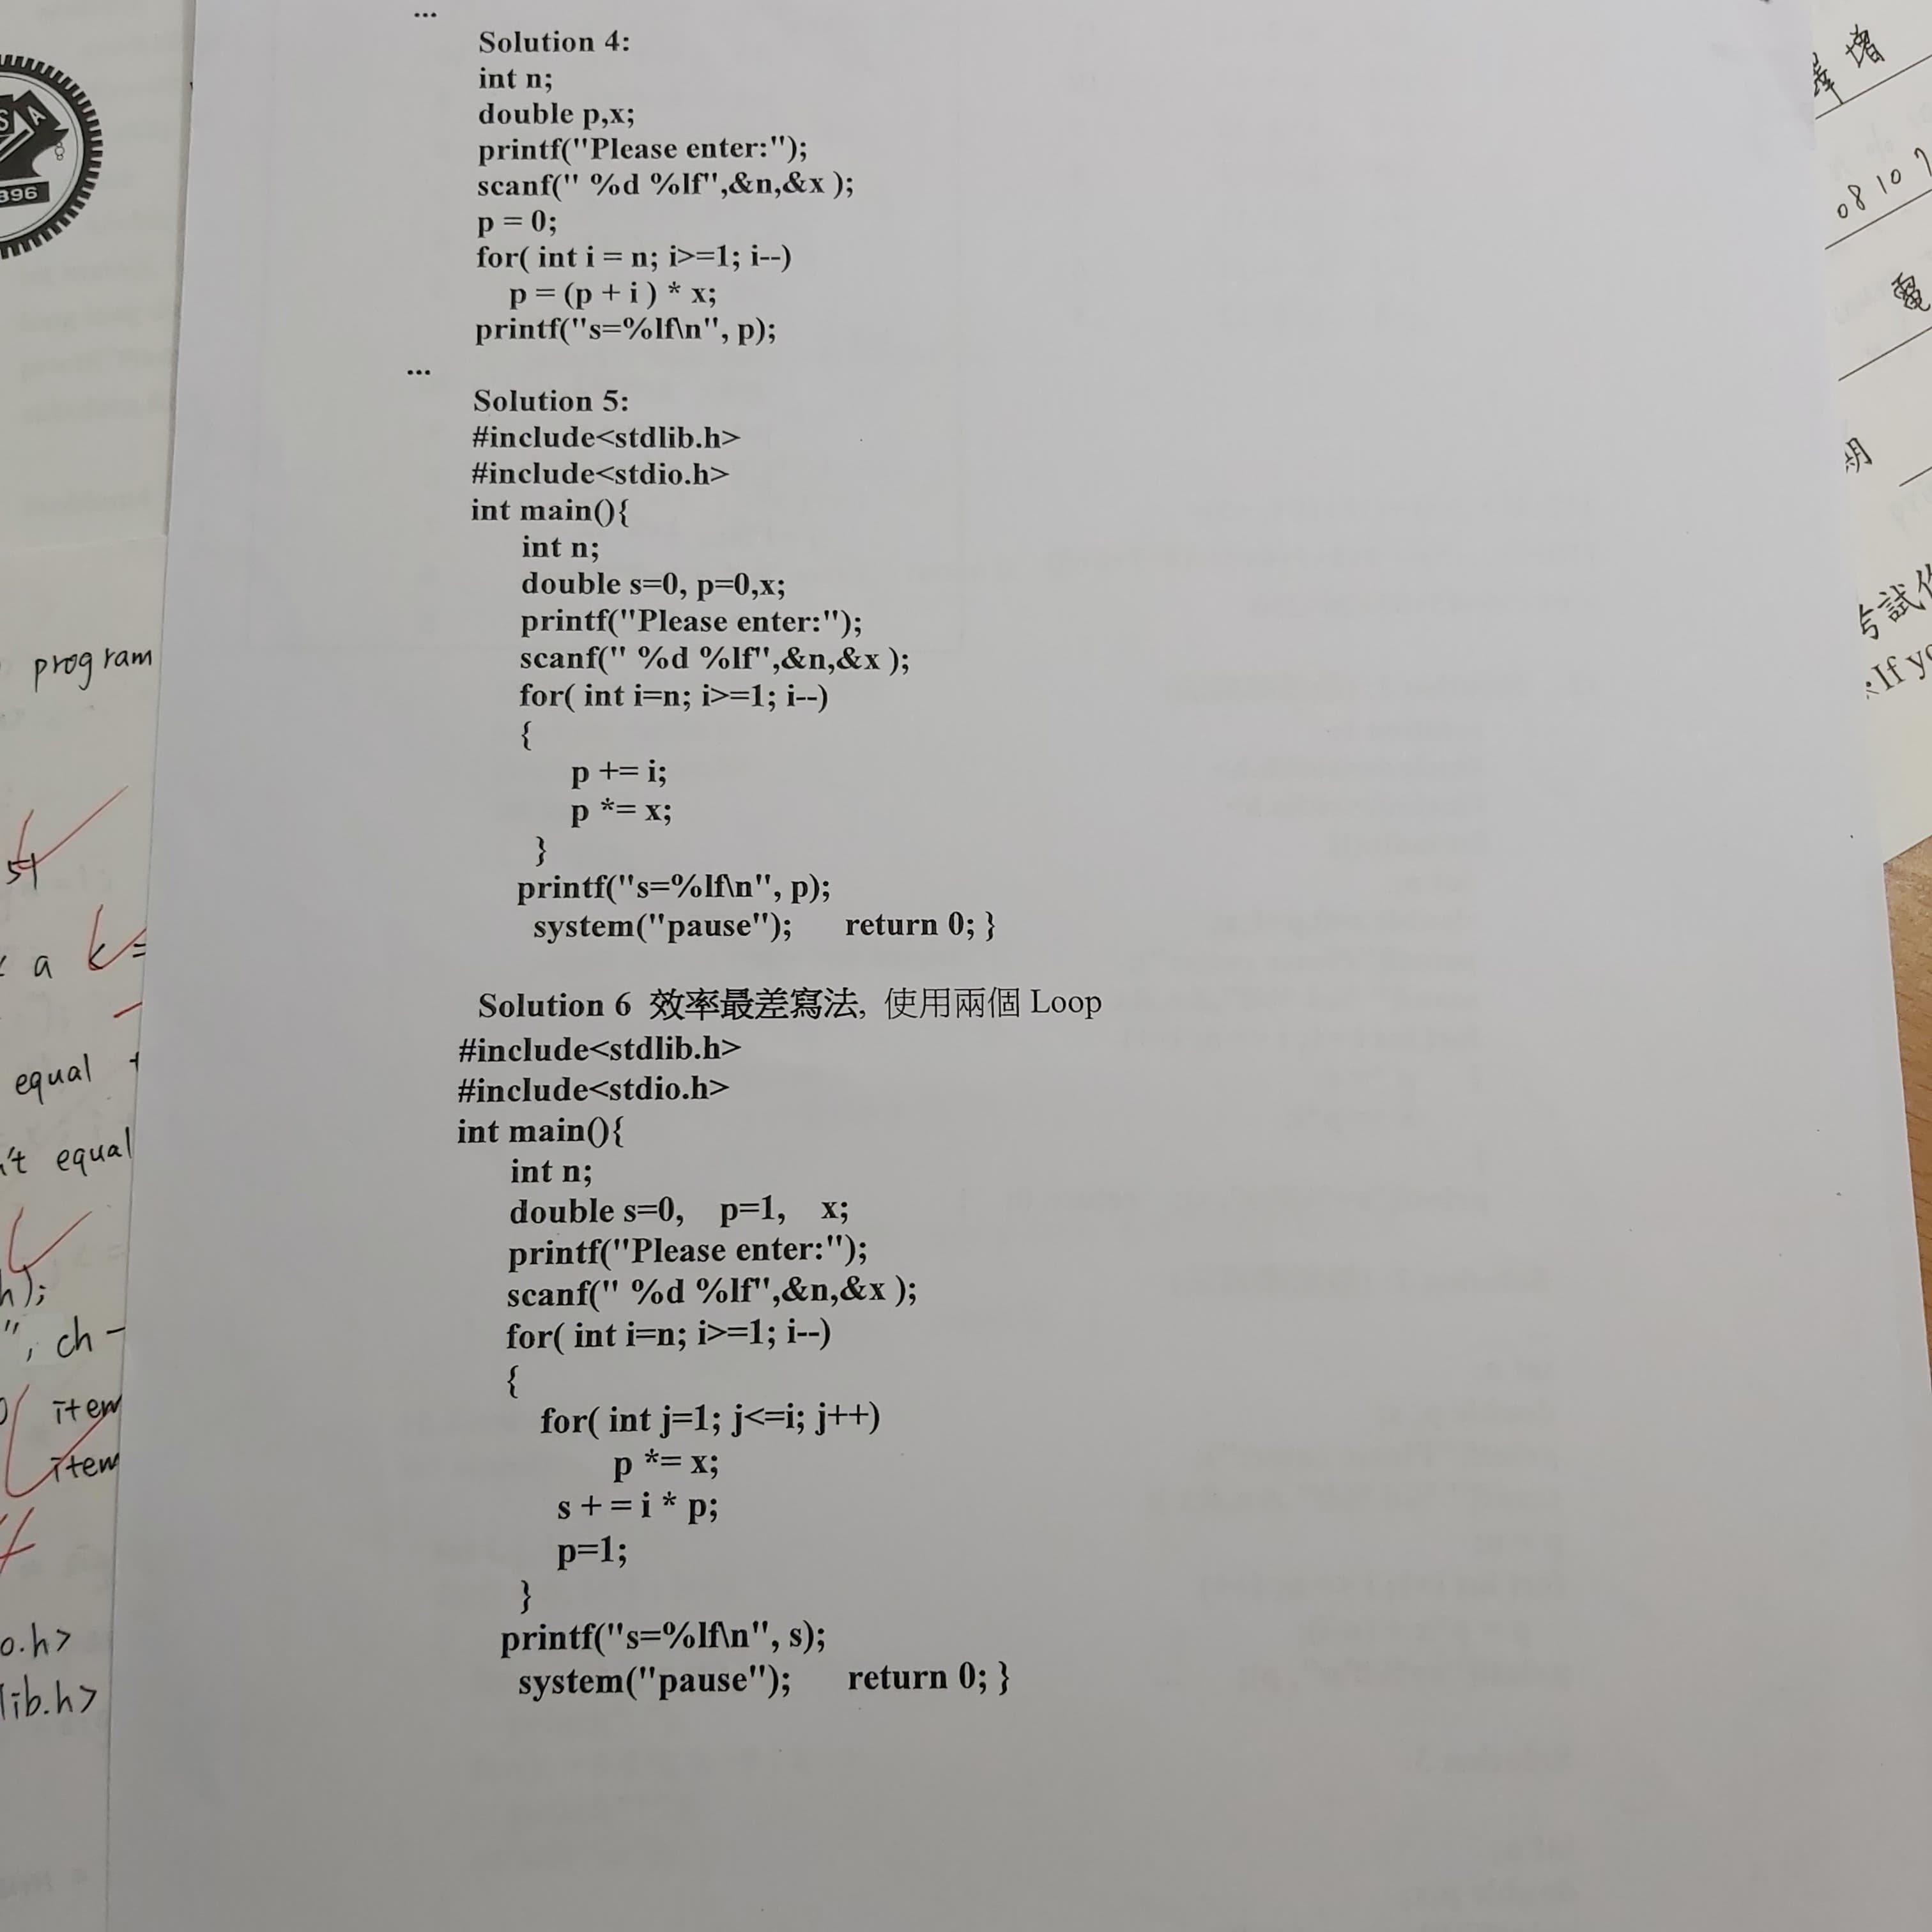 ...
Solution 4:
int n;
double p,x;
printf("Please enter:");
scanf(" %d %lf",&n,&x );
p = 0;
for( int i = n; i>=1; i--)
p = (p + i ) * x;
printf("s=%lf\n", p);
...
Solution 5:
#include<stdlib.h>
#include<stdio.h>
int main(){
int n;
double s=0, p=0,x;
printf("Please enter:");
scanf(" %d %lf",&n,&x );
for( int i=n; i>=1; i--)
{
p += i;
p *= x;
}
printf("s=%lf\n", p);
system("pause"); return 0; }
Solution 6 效率最差寫法, 使用兩個 Loop
#include<stdlib.h>
#include<stdio.h>
int main(){
int n;
double s=0, p=1, x;
printf("Please enter:");
scanf(" %d %lf",&n,&x );
for( int i=n; i>=1; i--)
{
for( int j=1; j<=i; j++)
p *= x;
s + = i * p;
p=1;
}
printf("s=%lf\n", s);
system("pause"); return 0; }
896
program
a
equal
't equal
", ch -
item
item
o.h>
lib.h>
增
08 10
電
期
試
※If